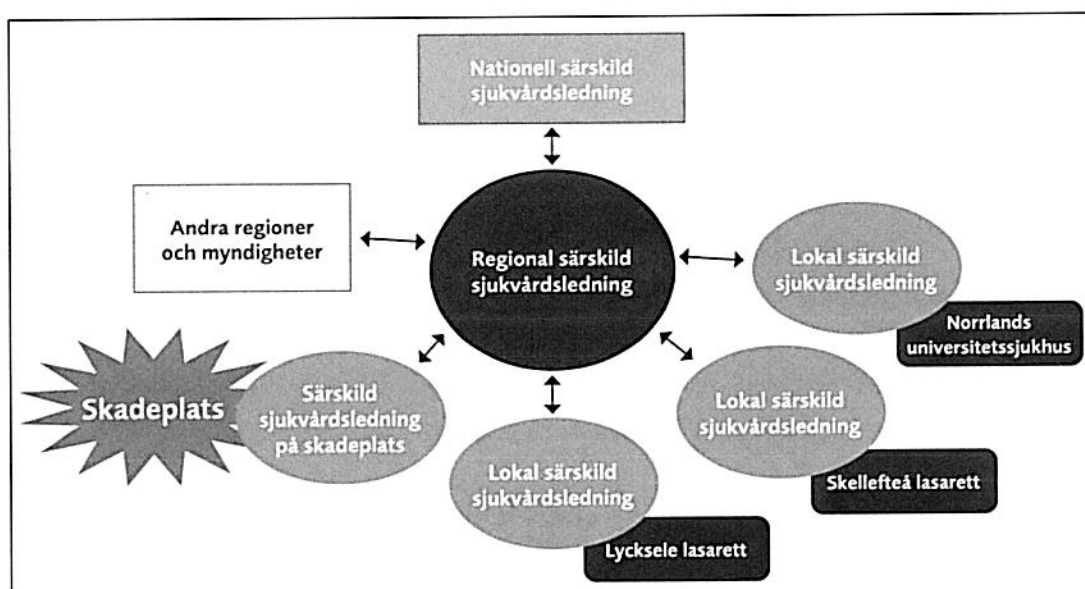 Nationell särskild
sjukvårdsledning
Andra regioner
och myndigheter
Regional särskild
sjukvårdsledning
Lokal särskild
sjukvårdsledning
Norrlands
universitetssjukhus
Skadeplats
Särskild
sjukvårdsledning
på skadeplats
Lokal särskild
sjukvårdsledning
Skellefteå lasarett
Lokal särskild
sjukvårdsledning
Lycksele lasarett